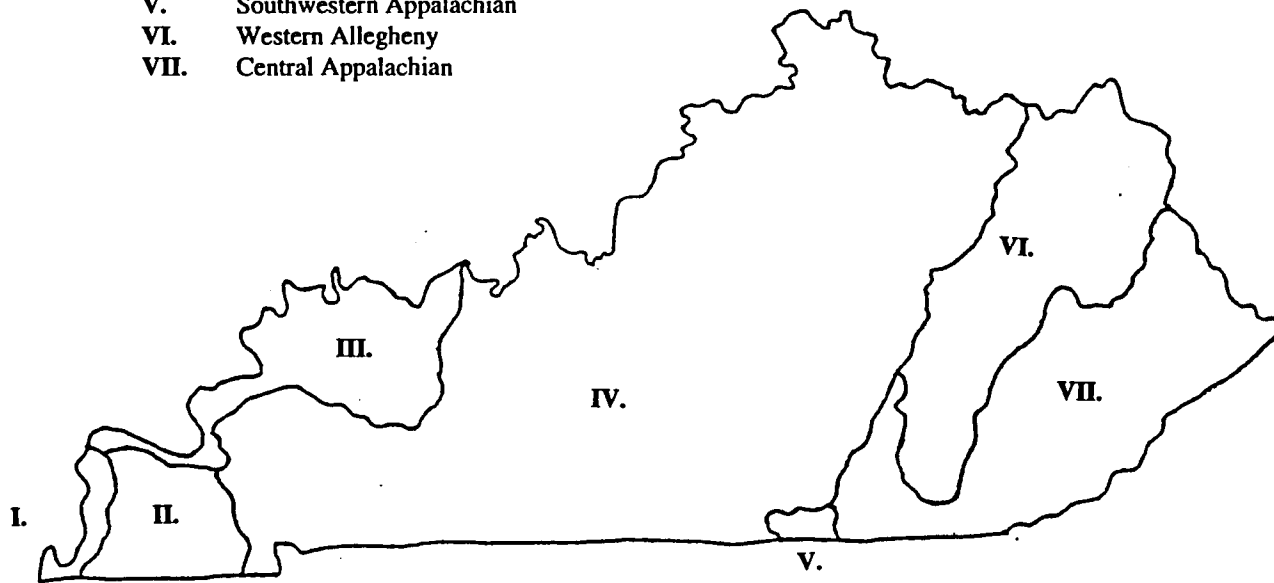 V. Southwestern Appalachian
VI. Western Allegheny
VII. Central Appalachian
VI.
III.
IV.
VII.
I.
II.
V.